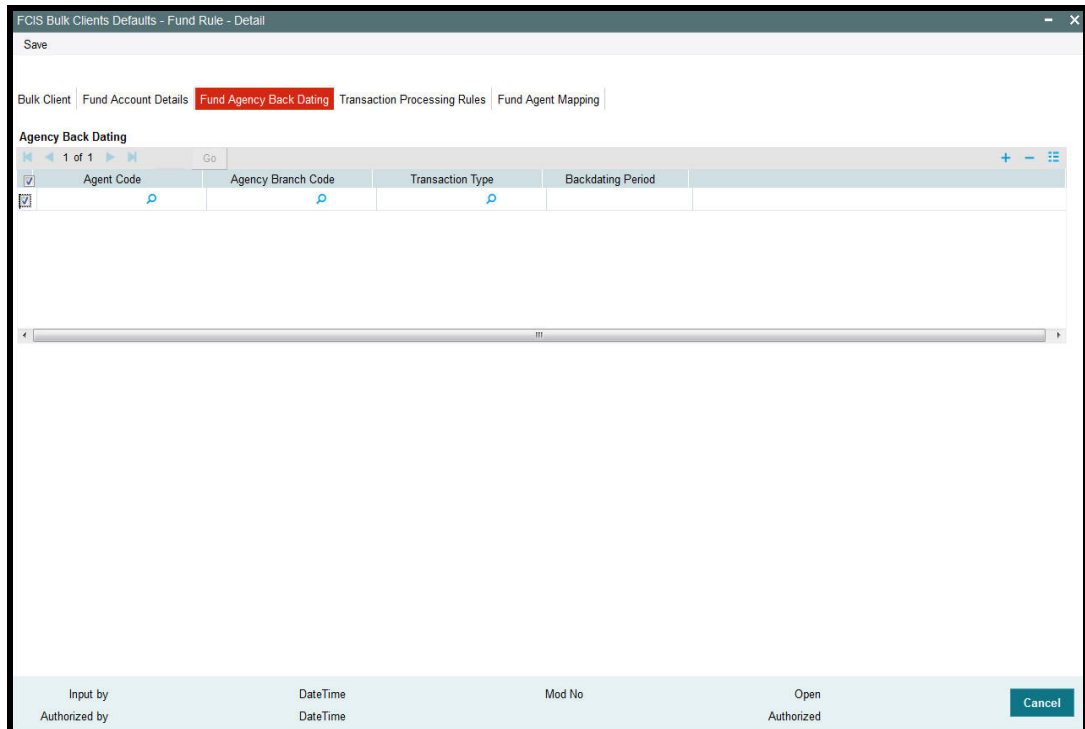 FCIS Bulk Clients Defaults - Fund Rule - Detail
Save
Bulk Client Fund Account Details Fund Agency Back Dating Transaction Processing Rules Fund Agent Mapping
Agency Back Dating
1 of 1 Go
Agent Code Agency Branch Code Transaction Type Backdating Period
Input by DateTime Mod No Open
Authorized by DateTime Authorized
Cancel